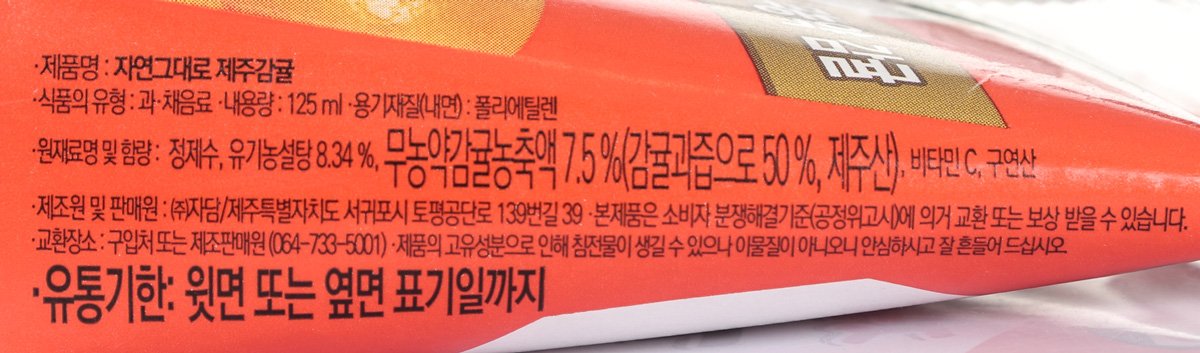 ·제품명 : 자연그대로 제주감귤
·식품의 유형 : 과·채음료 ·내용량 : 125 ml ·용기재질(내면) : 폴리에틸렌
·원재료명 및 함량 : 정제수, 유기농설탕 8.34 %, 무농약감귤농축액 7.5 %(감귤과즙으로 50 %, 제주산), 비타민 C, 구연산
·제조원 및 판매원 : ㈜자담/제주특별자치도 서귀포시 토평공단로 139번길 39 ·본제품은 소비자 분쟁해결기준(공정위고시)에 의거 교환 또는 보상 받을 수 있습니다.
·교환장소 : 구입처 또는 제조판매원 (064-733-5001) ·제품의 고유성분으로 인해 침전물이 생길 수 있으나 이물질이 아니오니 안심하시고 잘 흔들어 드십시오
·유통기한: 윗면 또는 옆면 표기일까지